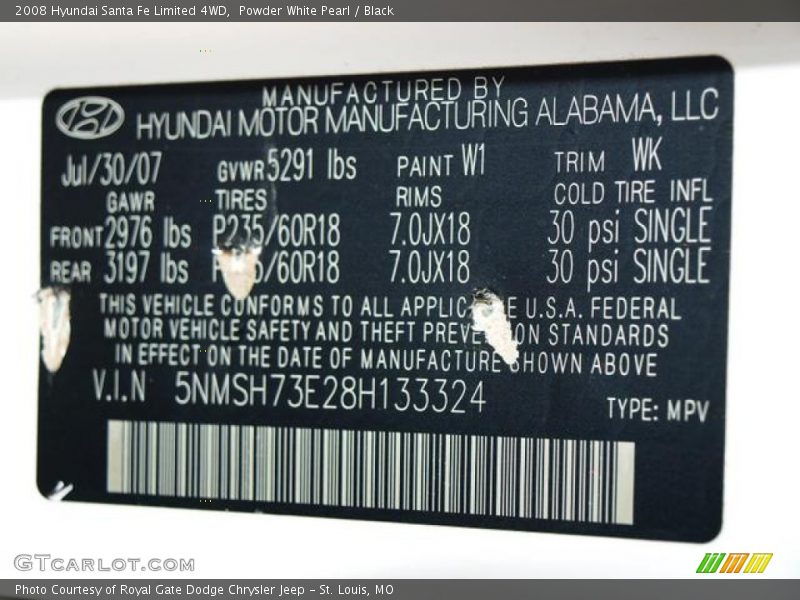 2008 Hyundai Santa Fe Limited 4WD,  Powder White Pearl / Black
MANUFACTURED BY
HYUNDAI MOTOR MANUFACTURING ALABAMA, LLC
Jul/30/07 GVWR 5291 lbs PAINT W1 TRIM WK
GAWR TIRES RIMS COLD TIRE INFL
FRONT 2976 lbs P235/60R18 7.0JX18 30 psi SINGLE
REAR 3197 lbs /60R18 7.0JX18 30 psi SINGLE
THIS VEHICLE CONFORMS TO ALL U.S.A. FEDERAL
MOTOR VEHICLE SAFETY AND THEFT STANDARDS
IN EFFECT ON THE DATE OF MANUFACTURE SHOWN ABOVE
V.I.N 5NMSH73E28H133324
TYPE: MPV
GTcarlot.com
Photo Courtesy of Royal Gate Dodge Chrysler Jeep - St. Louis, MO